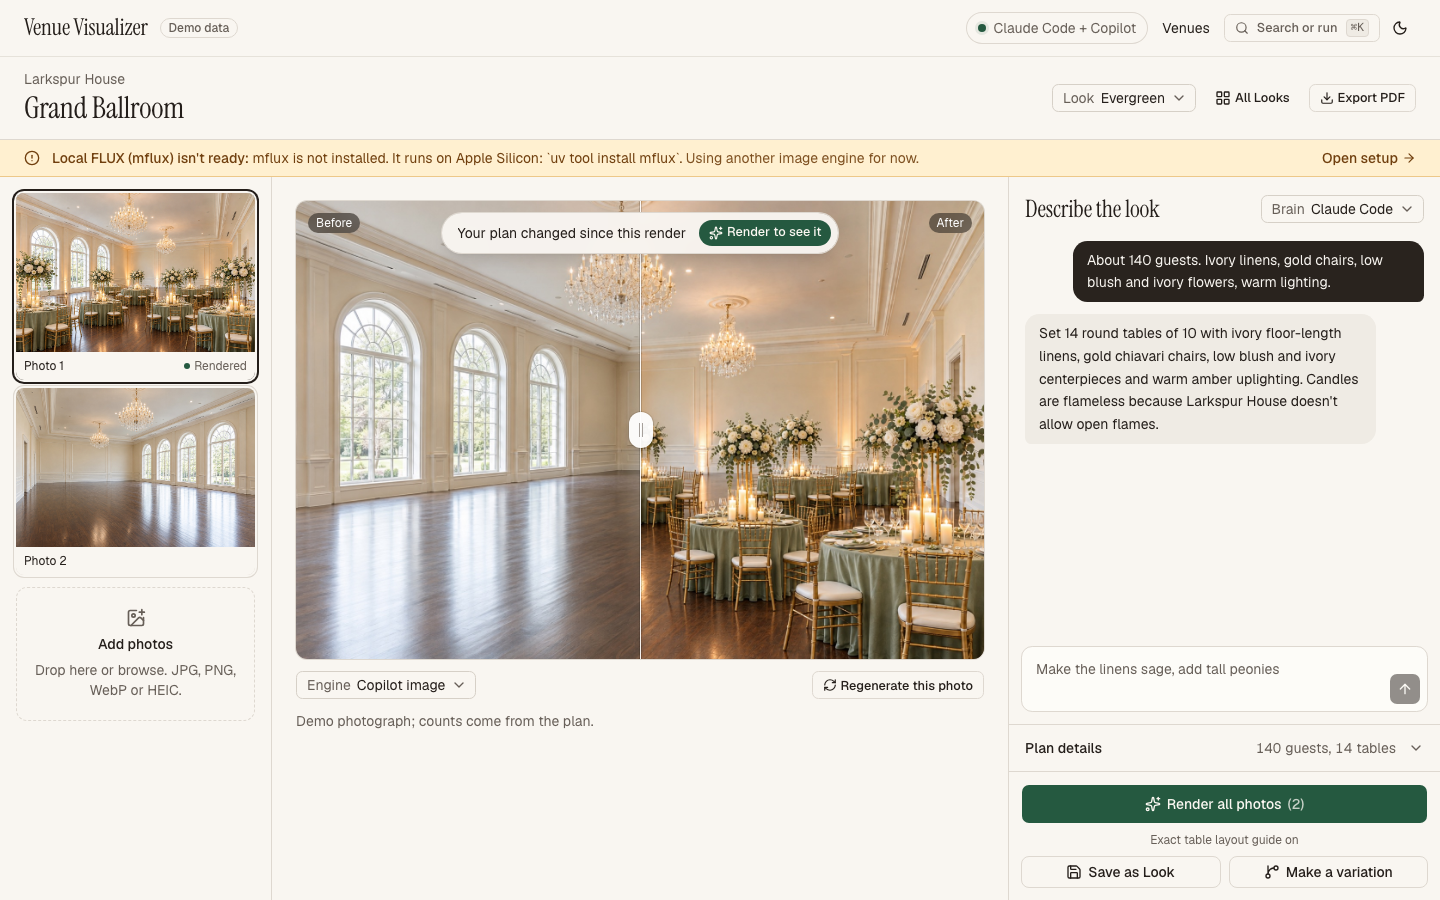 Venue Visualizer
Demo data
Claude Code + Copilot
Venues
Search or run
⌘K
Larkspur House
Grand Ballroom
Look Evergreen
All Looks
Export PDF
Local FLUX (mflux) isn't ready: mflux is not installed. It runs on Apple Silicon: `uv tool install mflux`. Using another image engine for now.
Open setup
Photo 1
Rendered
Photo 2
Add photos
Drop here or browse. JPG, PNG,
WebP or HEIC.
Before
Your plan changed since this render
Render to see it
After
Engine Copilot image
Regenerate this photo
Demo photograph; counts come from the plan.
Describe the look
Brain Claude Code
About 140 guests. Ivory linens, gold chairs, low
blush and ivory flowers, warm lighting.
Set 14 round tables of 10 with ivory floor-length
linens, gold chiavari chairs, low blush and ivory
centerpieces and warm amber uplighting. Candles
are flameless because Larkspur House doesn't
allow open flames.
Make the linens sage, add tall peonies
Plan details
140 guests, 14 tables
Render all photos (2)
Exact table layout guide on
Save as Look
Make a variation